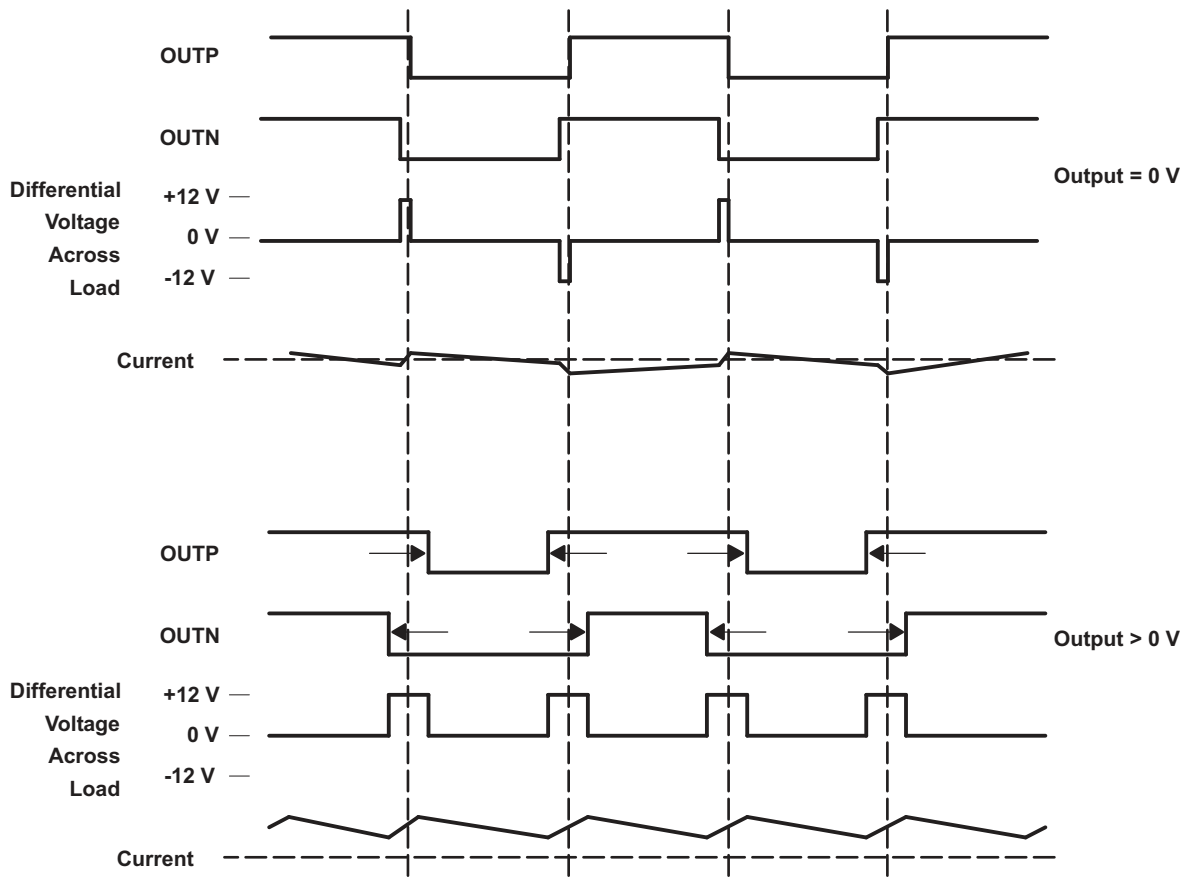 OUTP
OUTN
Output = 0 V
Differential
Voltage
Across
Load
+12 V
0 V
-12 V
Current
OUTP
OUTN
Output > 0 V
Differential
Voltage
Across
Load
+12 V
0 V
-12 V
Current